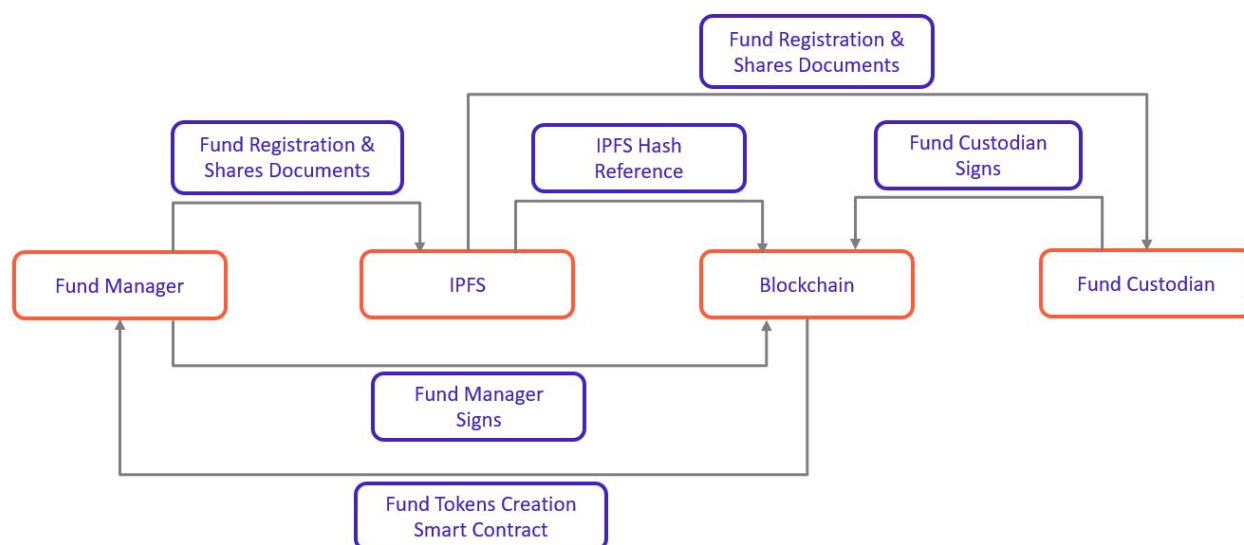 Fund Registration &
Shares Documents
Fund Registration &
Shares Documents
IPFS Hash
Reference
Fund Custodian
Signs
Fund Manager
IPFS
Blockchain
Fund Custodian
Fund Manager
Signs
Fund Tokens Creation
Smart Contract